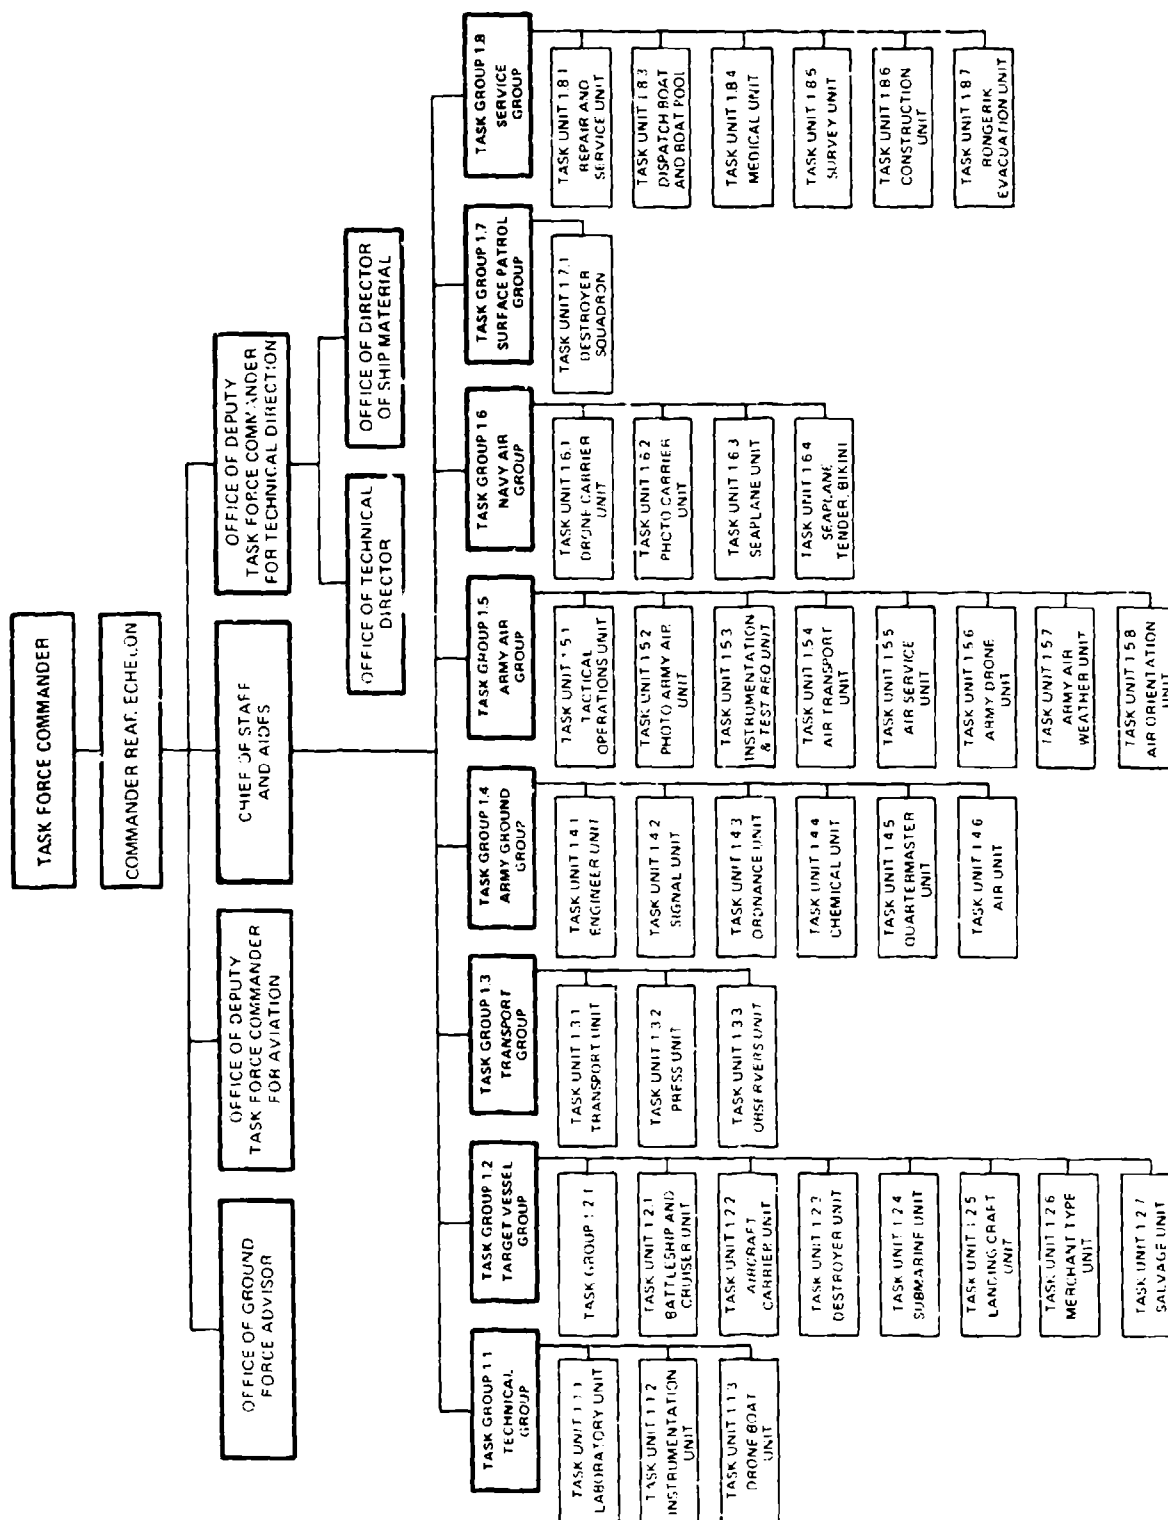 TASK FORCE COMMANDER
COMMANDER REAR ECHELON
OFFICE OF GROUND
FORCE ADVISOR
OFFICE OF DEPUTY
TASK FORCE COMMANDER
FOR AVIATION
CHIEF OF STAFF
AND AIDES
OFFICE OF DEPUTY
TASK FORCE COMMANDER
FOR TECHNICAL DIRECTION
OFFICE OF TECHNICAL
DIRECTOR
OFFICE OF DIRECTOR
OF SHIP MATERIAL
TASK GROUP 1.1
TECHNICAL
GROUP
TASK UNIT 1.1.1
LABORATORY UNIT
TASK UNIT 1.1.2
INSTRUMENTATION
UNIT
TASK UNIT 1.1.3
DRONE BOAT
UNIT
TASK GROUP 1.2
TARGET VESSEL
GROUP
TASK GROUP 1.2.1
TASK UNIT 1.2.1
BATTLESHIP AND
CRUISER UNIT
TASK UNIT 1.2.2
AIRCRAFT
CARRIER UNIT
TASK UNIT 1.2.3
DESTROYER UNIT
TASK UNIT 1.2.4
SUBMARINE UNIT
TASK UNIT 1.2.5
LANDING CRAFT
UNIT
TASK UNIT 1.2.6
MERCHANT TYPE
UNIT
TASK UNIT 1.2.7
SALVAGE UNIT
TASK GROUP 1.3
TRANSPORT
GROUP
TASK UNIT 1.3.1
TRANSPORT UNIT
TASK UNIT 1.3.2
PRESS UNIT
TASK UNIT 1.3.3
OBSERVERS UNIT
TASK GROUP 1.4
ARMY GROUND
GROUP
TASK UNIT 1.4.1
ENGINEER UNIT
TASK UNIT 1.4.2
SIGNAL UNIT
TASK UNIT 1.4.3
ORDNANCE UNIT
TASK UNIT 1.4.4
CHEMICAL UNIT
TASK UNIT 1.4.5
QUARTERMASTER
UNIT
TASK UNIT 1.4.6
AIR UNIT
TASK GROUP 1.5
ARMY AIR
GROUP
TASK UNIT 1.5.1
TACTICAL
OPERATIONS UNIT
TASK UNIT 1.5.2
PHOTO ARMY AIR
UNIT
TASK UNIT 1.5.3
INSTRUMENTATION
& TEST REQ UNIT
TASK UNIT 1.5.4
AIR TRANSPORT
UNIT
TASK UNIT 1.5.5
AIR SERVICE
UNIT
TASK UNIT 1.5.6
ARMY DRONE
UNIT
TASK UNIT 1.5.7
ARMY AIR
WEATHER UNIT
TASK UNIT 1.5.8
AIR ORIENTATION
UNIT
TASK GROUP 1.6
NAVY AIR
GROUP
TASK UNIT 1.6.1
DRONE CARRIER
UNIT
TASK UNIT 1.6.2
PHOTO CARRIER
UNIT
TASK UNIT 1.6.3
SEAPLANE UNIT
TASK UNIT 1.6.4
SEAPLANE
TENDER, BIKINI
TASK GROUP 1.7
SURFACE PATROL
GROUP
TASK UNIT 1.7.1
DESTROYER
SQUADRON
TASK GROUP 1.8
SERVICE
GROUP
TASK UNIT 1.8.1
REPAIR AND
SERVICE UNIT
TASK UNIT 1.8.3
DISPATCH BOAT
AND BOAT POOL
TASK UNIT 1.8.4
MEDICAL UNIT
TASK UNIT 1.8.5
SURVEY UNIT
TASK UNIT 1.8.6
CONSTRUCTION
UNIT
TASK UNIT 1.8.7
RONGERIK
EVACUATION UNIT